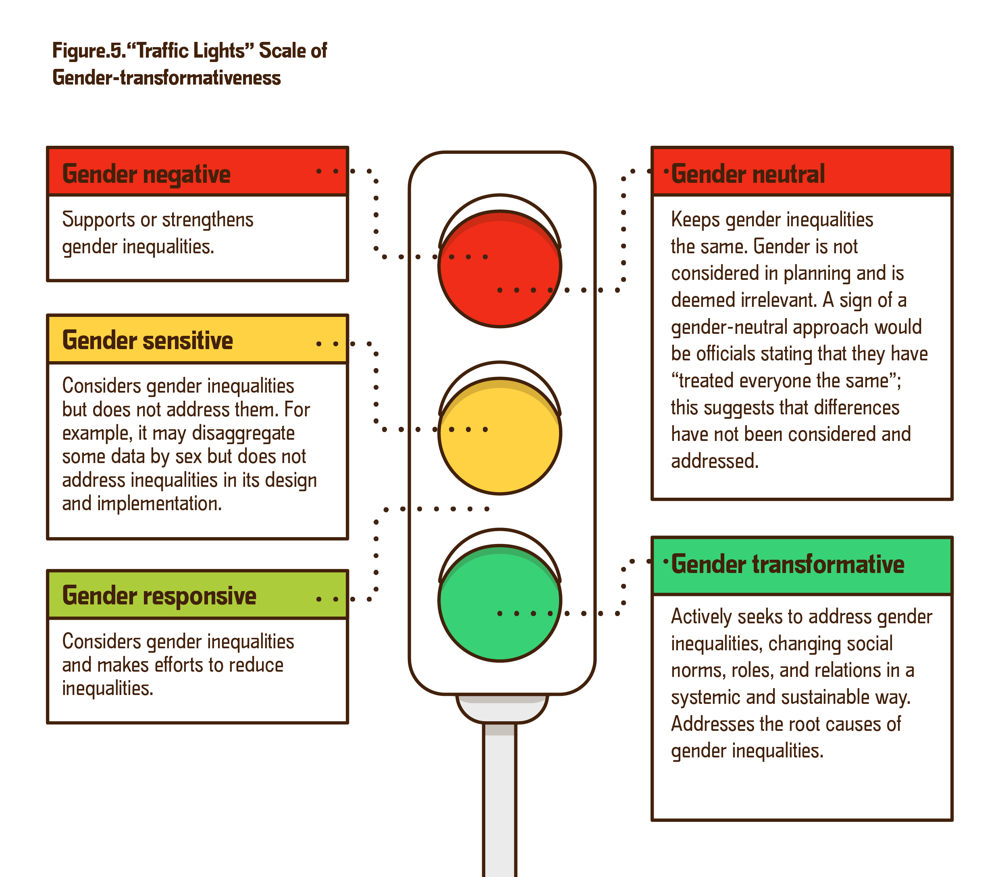 Figure.5.“Traffic Lights” Scale of
Gender-transformativeness
Gender negative
Supports or strengthens
gender inequalities.
Gender sensitive
Considers gender inequalities
but does not address them. For
example, it may disaggregate
some data by sex but does not
address inequalities in its design
and implementation.
Gender responsive
Considers gender inequalities
and makes efforts to reduce
inequalities.
Gender neutral
Keeps gender inequalities
the same. Gender is not
considered in planning and is
deemed irrelevant. A sign of a
gender-neutral approach would
be officials stating that they have
“treated everyone the same”;
this suggests that differences
have not been considered and
addressed.
Gender transformative
Actively seeks to address gender
inequalities, changing social
norms, roles, and relations in a
systemic and sustainable way.
Addresses the root causes of
gender inequalities.